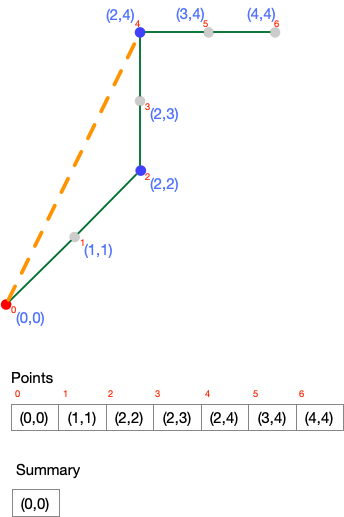 (2,4) 4 (3,4) 5 (4,4) 6
3 (2,3)
2 (2,2)
1 (1,1)
0 (0,0)
Points
0 1 2 3 4 5 6
(0,0) (1,1) (2,2) (2,3) (2,4) (3,4) (4,4)
Summary
(0,0)